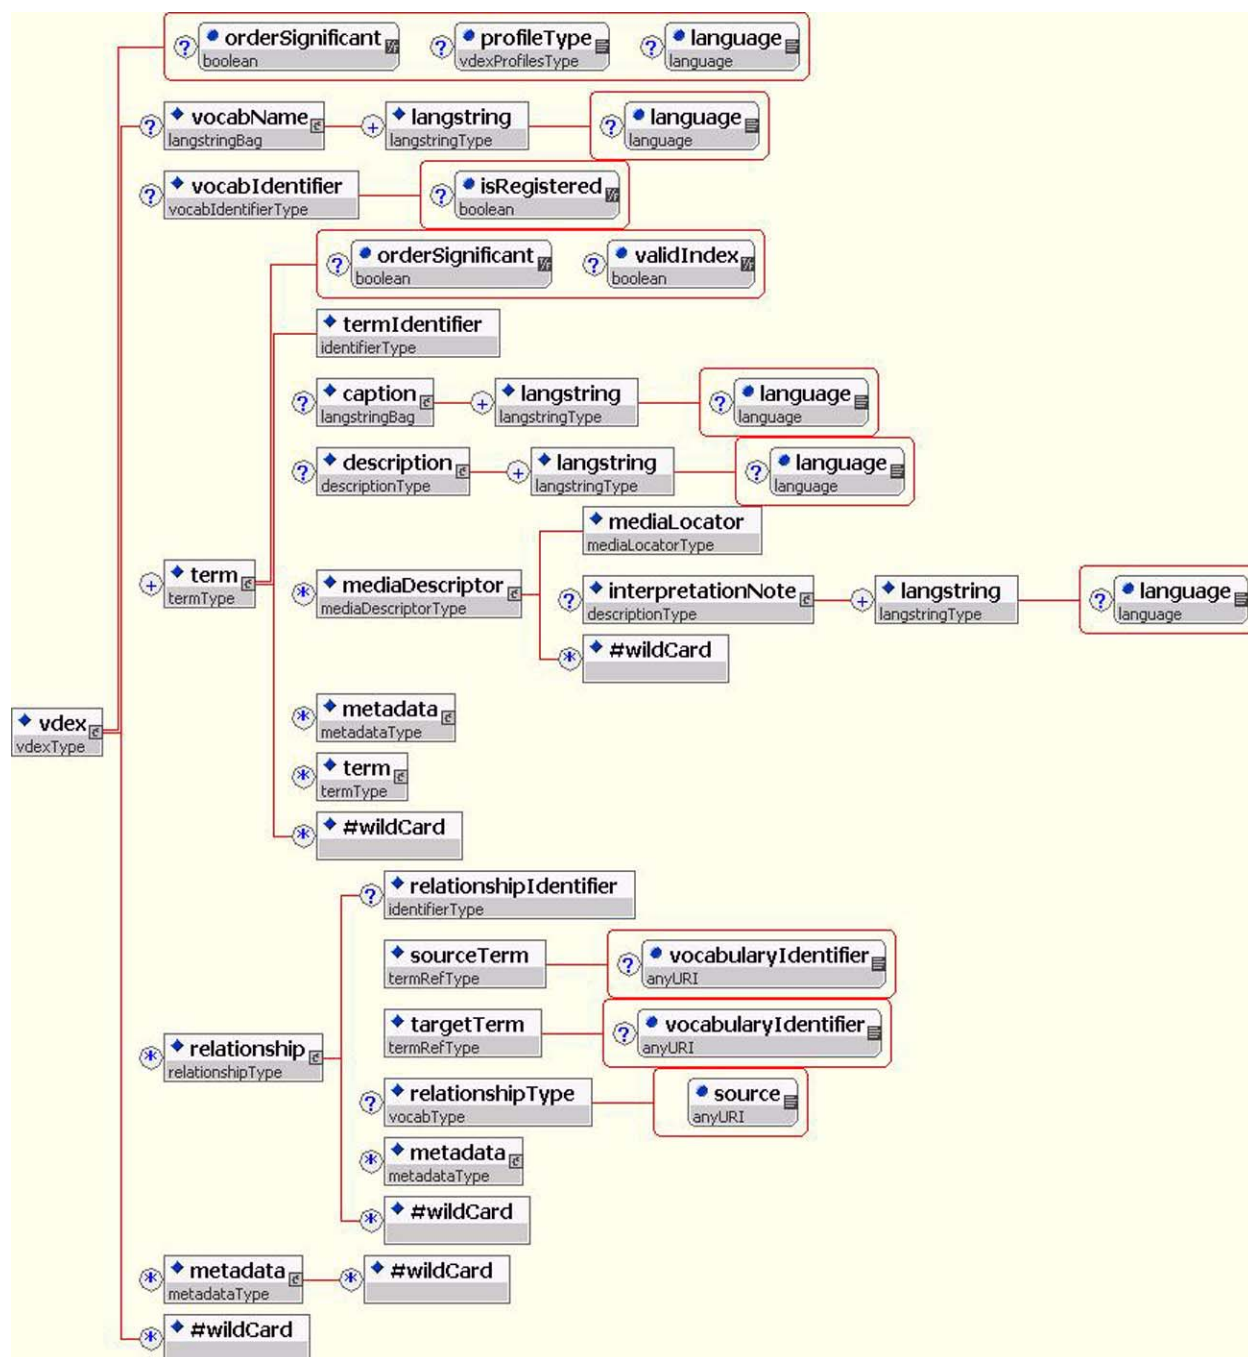 orderSignificant
boolean
profileType
vdexProfilesType
language
language
vocabName
langstringBag
langstring
langstringType
language
language
vocabIdentifier
vocabIdentifierType
isRegistered
boolean
orderSignificant
boolean
validIndex
boolean
termIdentifier
identifierType
caption
langstringBag
langstring
langstringType
language
language
description
descriptionType
langstring
langstringType
language
language
term
termType
mediaDescriptor
mediaDescriptorType
mediaLocator
mediaLocatorType
interpretationNote
descriptionType
langstring
langstringType
language
language
#wildCard
vdex
vdexType
metadata
metadataType
term
termType
#wildCard
relationship
relationshipType
relationshipIdentifier
identifierType
sourceTerm
termRefType
vocabularyIdentifier
anyURI
targetTerm
termRefType
vocabularyIdentifier
anyURI
relationshipType
vocabType
source
anyURI
metadata
metadataType
#wildCard
metadata
metadataType
#wildCard
#wildCard